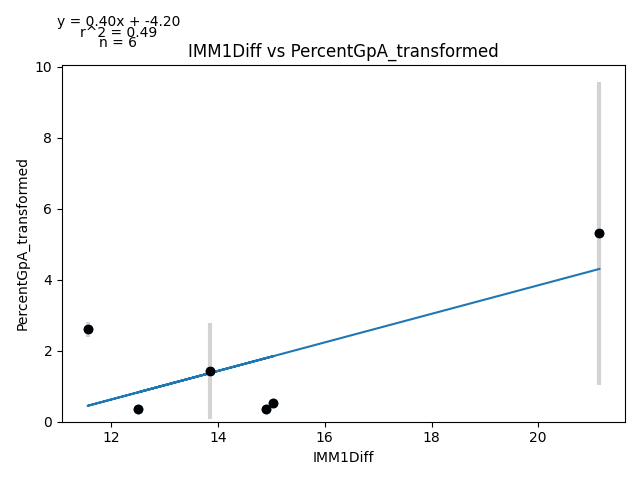 y = 0.40x + -4.20
r^2 = 0.49
n = 6
IMM1Diff vs PercentGpA_transformed
PercentGpA_transformed
10
8
6
4
2
0
12
14
16
18
20
IMM1Diff